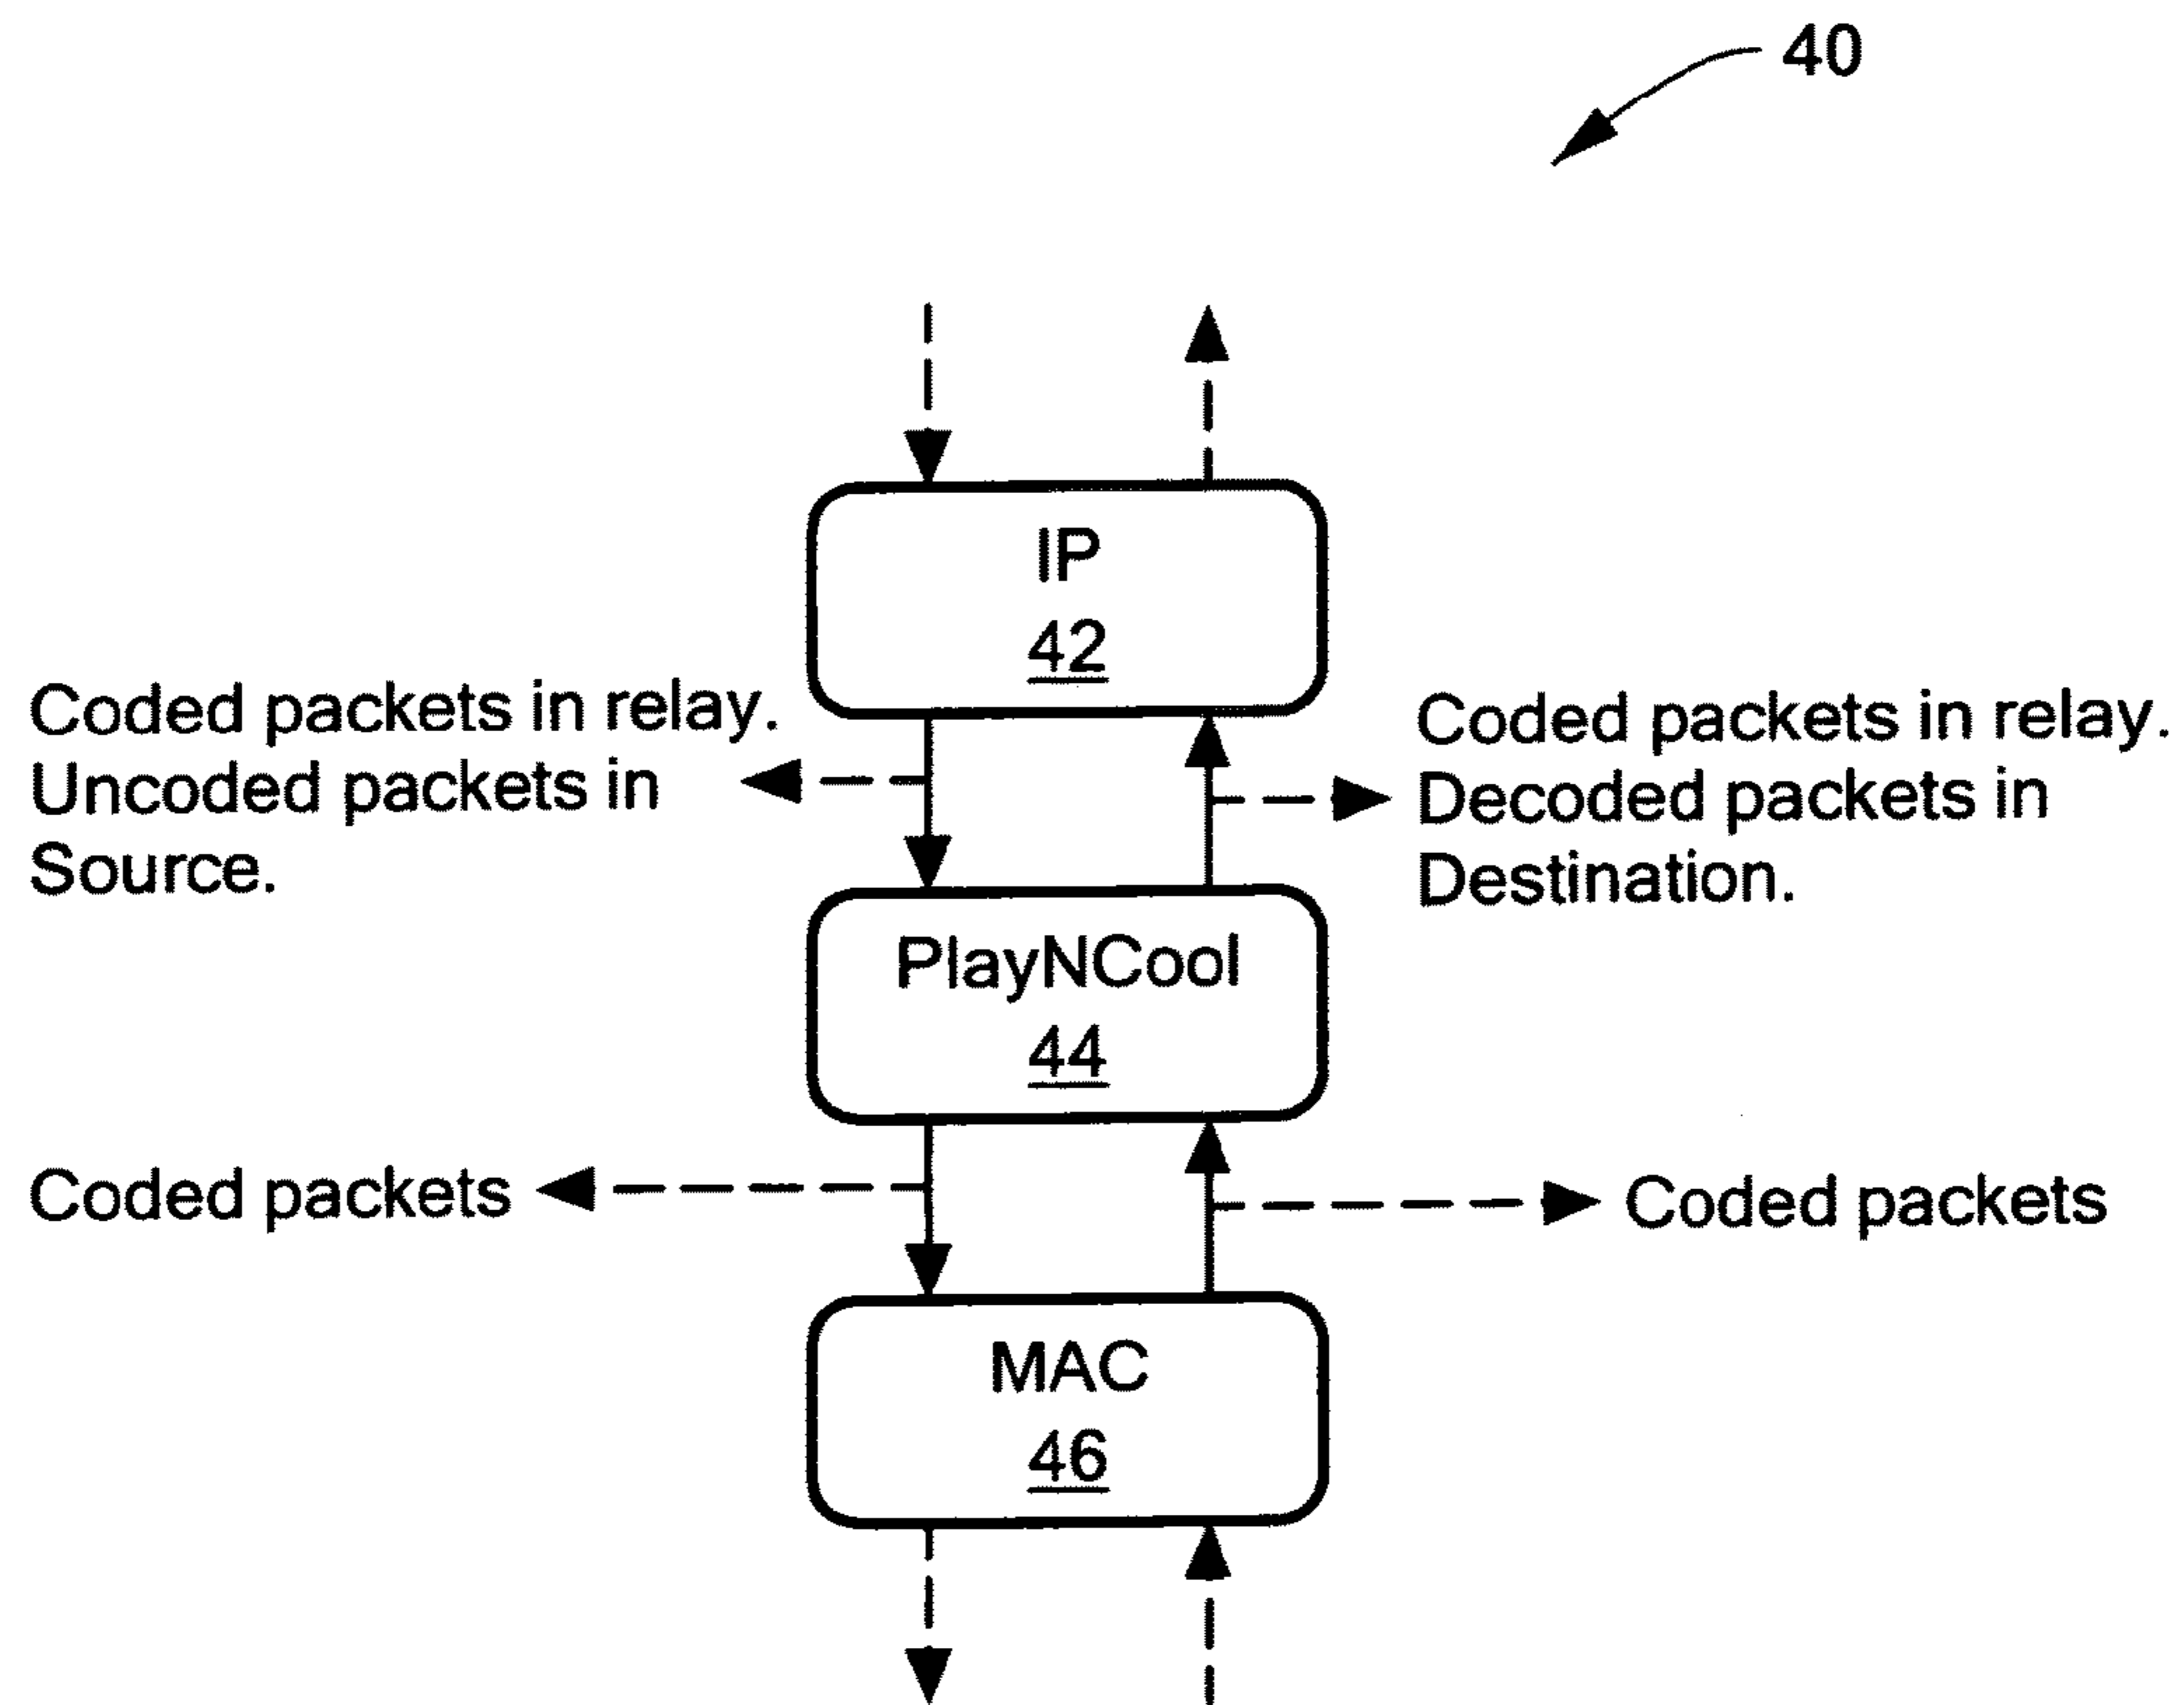 40
IP
42
Coded packets in relay.
Uncoded packets in
Source.
Coded packets in relay.
Decoded packets in
Destination.
PlayNCool
44
Coded packets
Coded packets
MAC
46